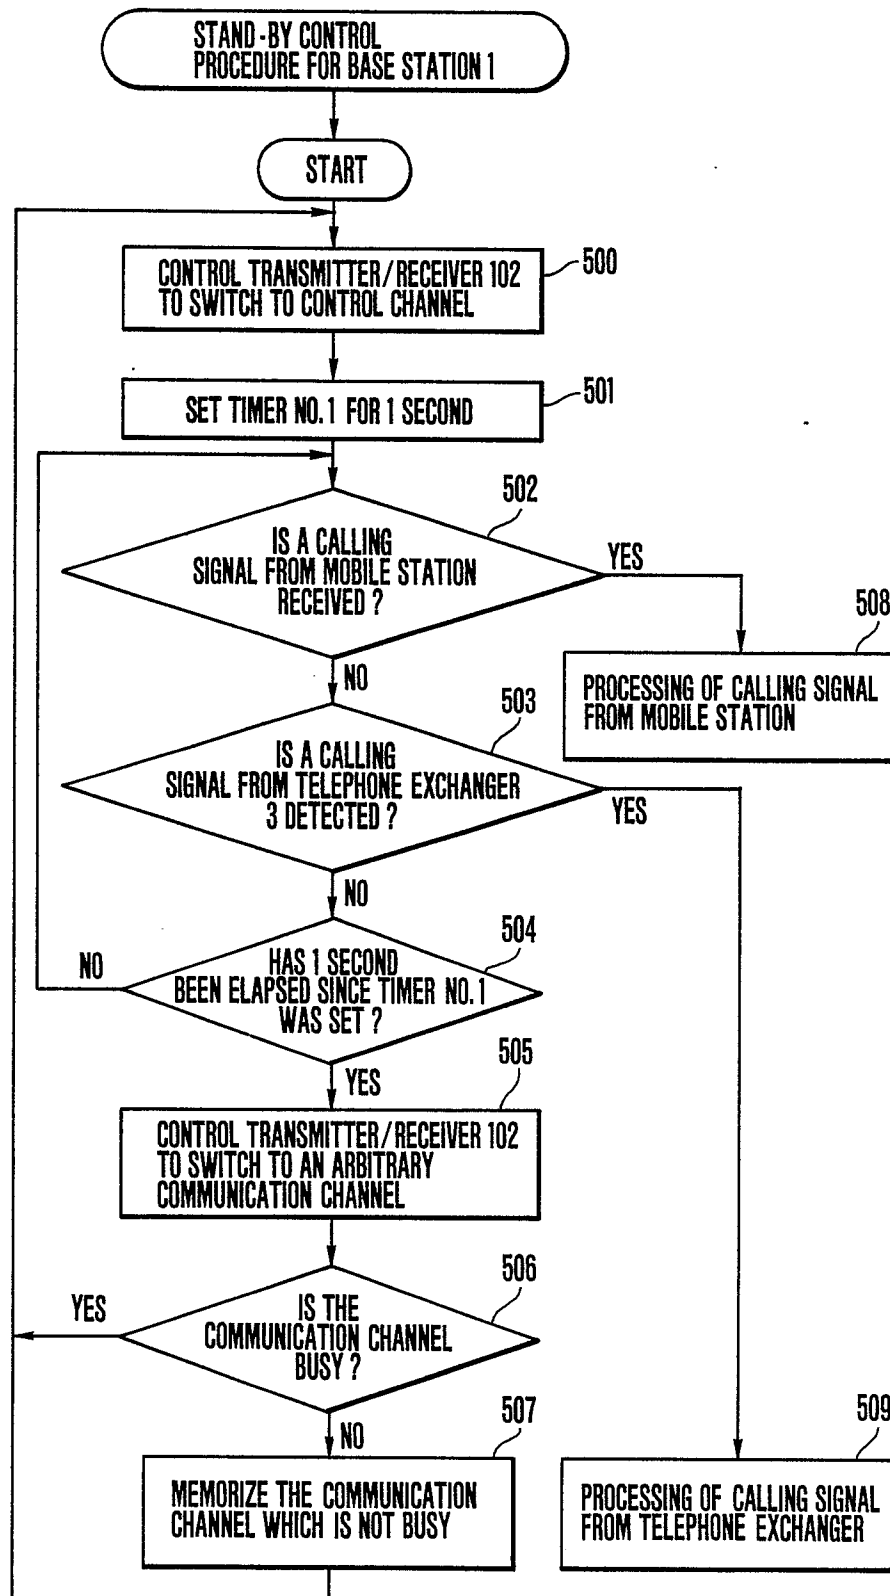 STAND-BY CONTROL
PROCEDURE FOR BASE STATION 1
START
500
CONTROL TRANSMITTER/RECEIVER 102
TO SWITCH TO CONTROL CHANNEL
501
SET TIMER NO.1 FOR 1 SECOND
502
IS A CALLING
SIGNAL FROM MOBILE STATION
RECEIVED ?
YES
NO
508
PROCESSING OF CALLING SIGNAL
FROM MOBILE STATION
503
IS A CALLING
SIGNAL FROM TELEPHONE EXCHANGER
3 DETECTED ?
YES
NO
504
HAS 1 SECOND
BEEN ELAPSED SINCE TIMER NO.1
WAS SET ?
NO
YES
505
CONTROL TRANSMITTER/RECEIVER 102
TO SWITCH TO AN ARBITRARY
COMMUNICATION CHANNEL
506
IS THE
COMMUNICATION CHANNEL
BUSY ?
YES
NO
507
MEMORIZE THE COMMUNICATION
CHANNEL WHICH IS NOT BUSY
509
PROCESSING OF CALLING SIGNAL
FROM TELEPHONE EXCHANGER